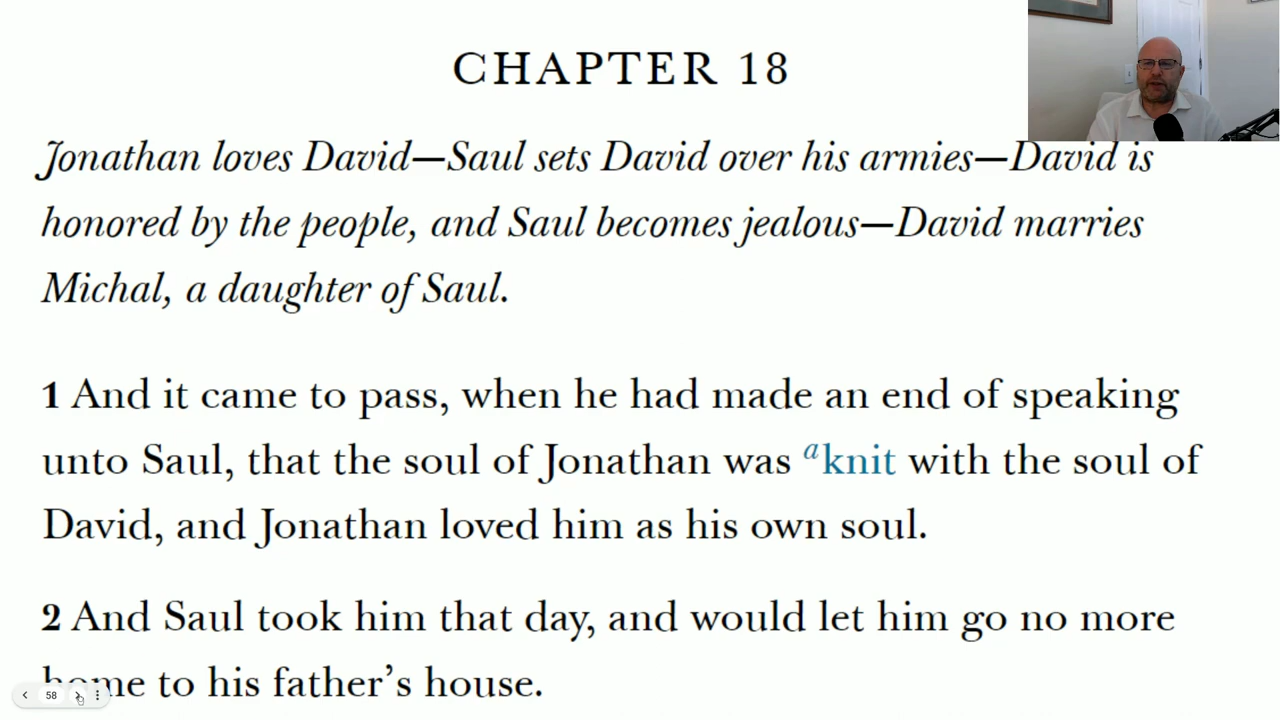 CHAPTER 18
Jonathan loves David—Saul sets David over his armies—David is
honored by the people, and Saul becomes jealous—David marries
Michal, a daughter of Saul.
1 And it came to pass, when he had made an end of speaking
unto Saul, that the soul of Jonathan was a knit with the soul of
David, and Jonathan loved him as his own soul.
2 And Saul took him that day, and would let him go no more
home to his father’s house.
58